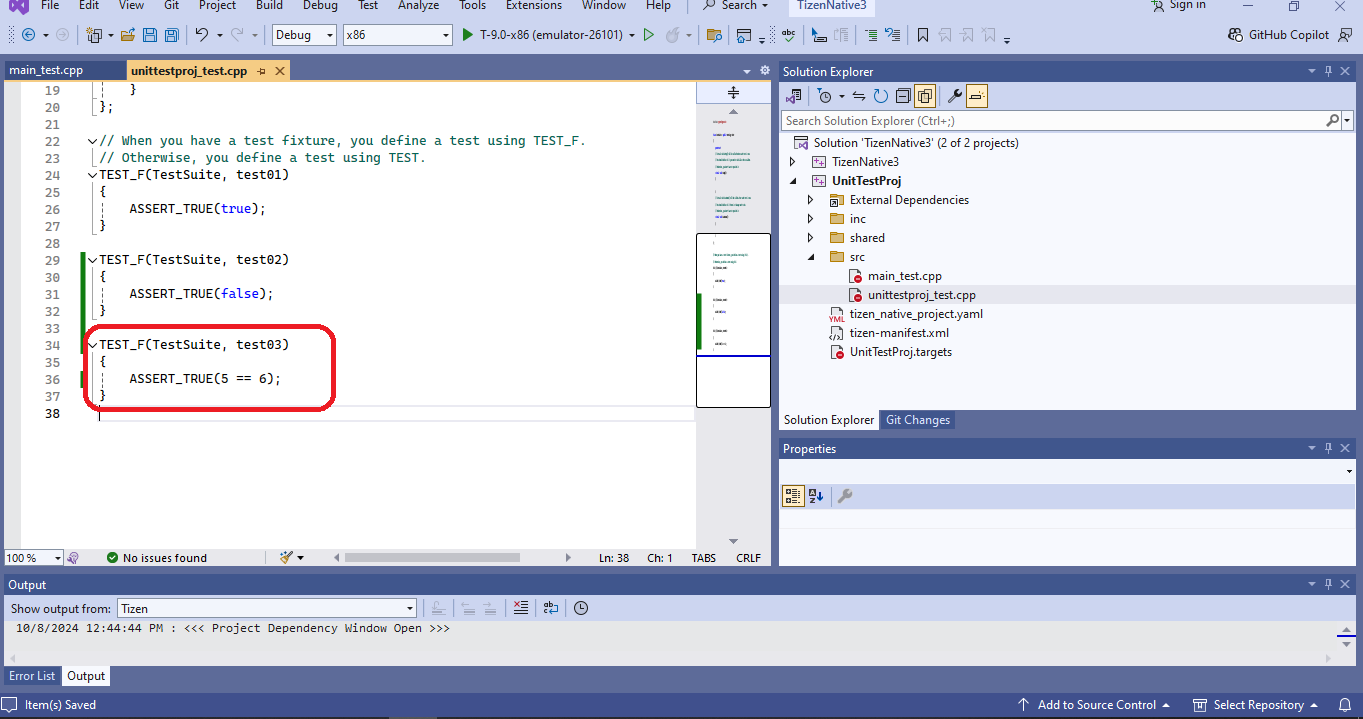 File Edit View Git Project Build Debug Test Analyze Tools Extensions Window Help Search TizenNative3 Sign in
Debug x86 T-9.0-x86 (emulator-26101) abc GitHub Copilot
main_test.cpp unittestproj_test.cpp
19 }
20 };
21
22 // When you have a test fixture, you define a test using TEST_F.
23 // Otherwise, you define a test using TEST.
24 TEST_F(TestSuite, test01)
25 {
26 ASSERT_TRUE(true);
27 }
28
29 TEST_F(TestSuite, test02)
30 {
31 ASSERT_TRUE(false);
32 }
33
34 TEST_F(TestSuite, test03)
35 {
36 ASSERT_TRUE(5 == 6);
37 }
38
100 % No issues found Ln: 38 Ch: 1 TABS CRLF
Solution Explorer
Search Solution Explorer (Ctrl+;)
Solution 'TizenNative3' (2 of 2 projects)
TizenNative3
UnitTestProj
External Dependencies
inc
shared
src
main_test.cpp
unittestproj_test.cpp
YML tizen_native_project.yaml
tizen-manifest.xml
UnitTestProj.targets
Solution Explorer Git Changes
Properties
Output
Show output from: Tizen
10/8/2024 12:44:44 PM : <<< Project Dependency Window Open >>>
Error List Output
Item(s) Saved Add to Source Control Select Repository